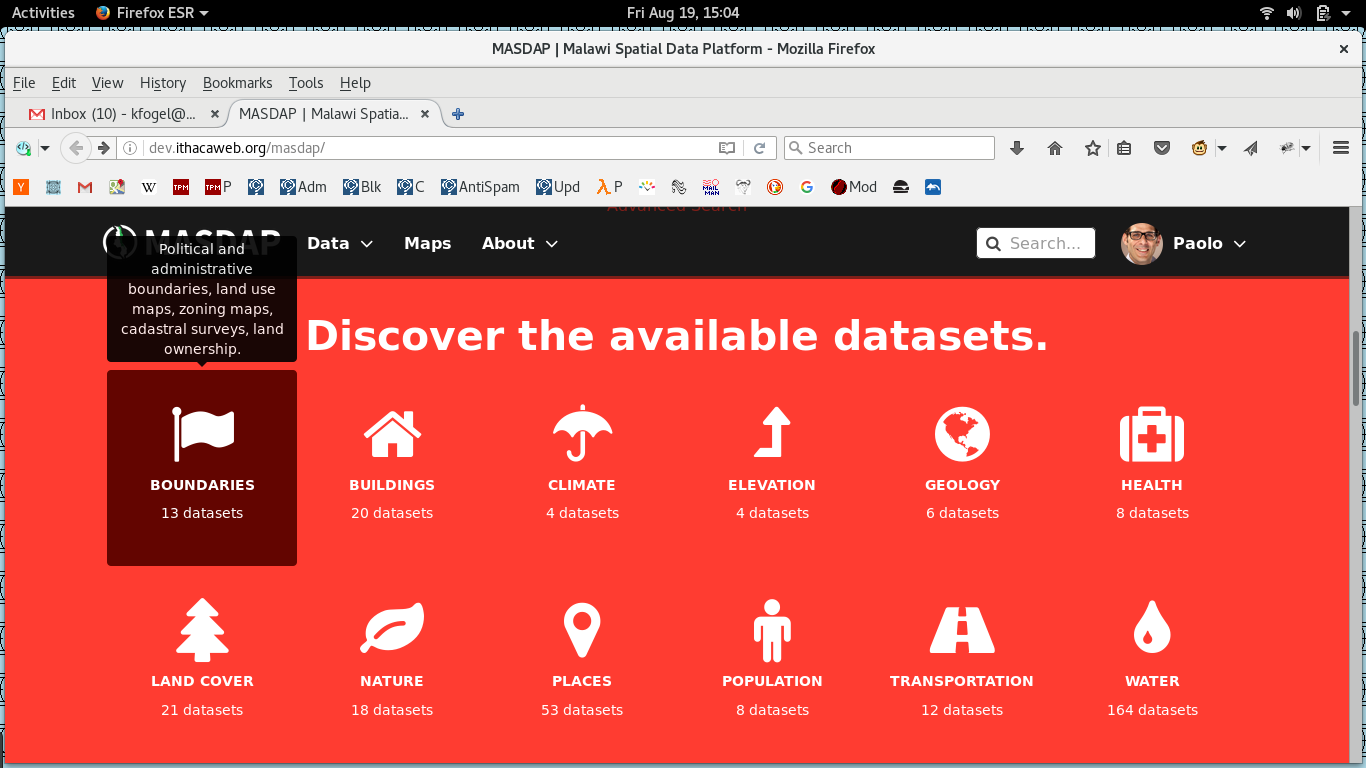 Activities Firefox ESR Fri Aug 19, 15:04
MASDAP | Malawi Spatial Data Platform - Mozilla Firefox
File Edit View History Bookmarks Tools Help
Inbox (10) - kfogel@... MASDAP | Malawi Spatia...
dev.ithacaweb.org/masdap/ Search
Y W TPM TPM P Adm Blk C AntiSpam Upd P MAIL MAN G Mod
Advanced Search
MASDAP Data Maps About Search... Paolo
Political and
administrative
boundaries, land use
maps, zoning maps,
cadastral surveys, land
ownership.
Discover the available datasets.
BOUNDARIES BUILDINGS CLIMATE ELEVATION GEOLOGY HEALTH
13 datasets 20 datasets 4 datasets 4 datasets 6 datasets 8 datasets
LAND COVER NATURE PLACES POPULATION TRANSPORTATION WATER
21 datasets 18 datasets 53 datasets 8 datasets 12 datasets 164 datasets